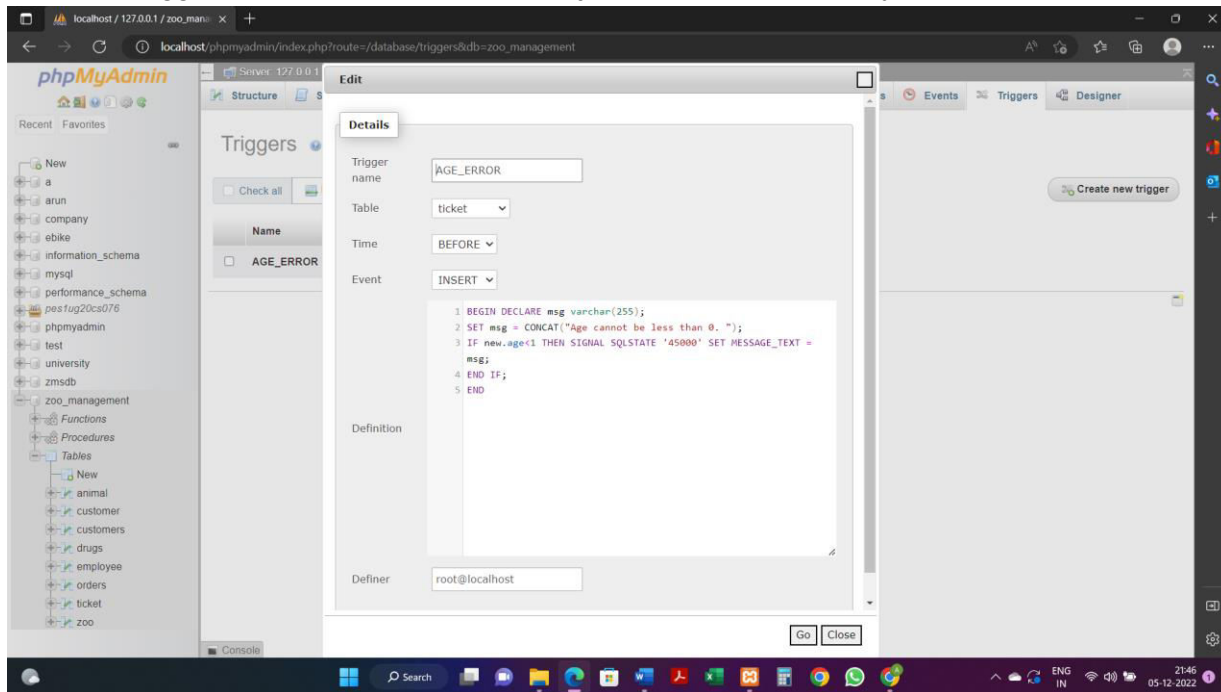 localhost / 127.0.0.1 / zoo_mana
localhost/phpmyadmin/index.php?route=/database/triggers&db=zoo_management
phpMyAdmin
Recent Favorites
New
a
arun
company
ebike
information_schema
mysql
performance_schema
pes1ug20cs076
phpmyadmin
test
university
zmsdb
zoo_management
Functions
Procedures
Tables
New
animal
customer
customers
drugs
employee
orders
ticket
zoo
Server: 127.0.0.1
Structure S
s Events Triggers Designer
Triggers
Check all
Create new trigger
Name
AGE_ERROR
Edit
Details
Trigger name AGE_ERROR
Table ticket
Time BEFORE
Event INSERT
Definition
1 BEGIN DECLARE msg varchar(255);
2 SET msg = CONCAT("Age cannot be less than 0. ");
3 IF new.age<1 THEN SIGNAL SQLSTATE '45000' SET MESSAGE_TEXT =
msg;
4 END IF;
5 END
Definer root@localhost
Go Close
Console
Search
ENG
IN
21:46
05-12-2022
1